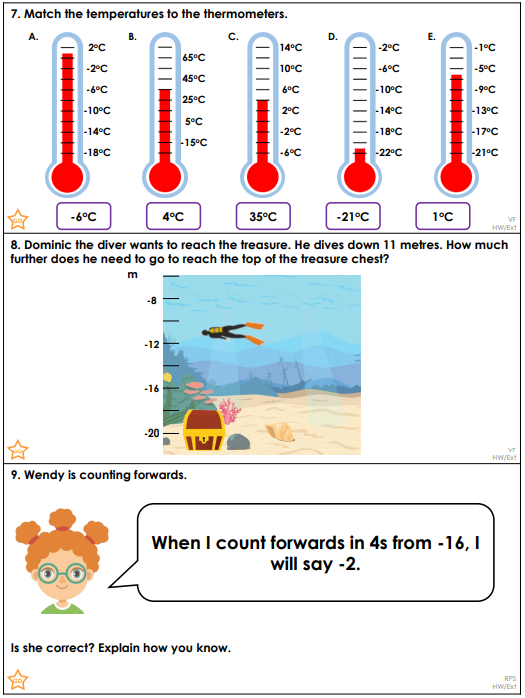 7. Match the temperatures to the thermometers.
A. B. C. D. E.
2°C 14°C -2°C -1°C
65°C
-2°C 10°C -6°C -5°C
45°C
-6°C 6°C -10°C -9°C
25°C
-10°C 2°C -14°C -13°C
5°C
-14°C -2°C -18°C -17°C
-15°C
-18°C -6°C -22°C -21°C
-6°C 4°C 35°C -21°C 1°C
GD
VF
HW/Ext
8. Dominic the diver wants to reach the treasure. He dives down 11 metres. How much
further does he need to go to reach the top of the treasure chest?
m
-8
-12
-16
-20
VF
HW/Ext
9. Wendy is counting forwards.
When I count forwards in 4s from -16, I
will say -2.
Is she correct? Explain how you know.
GD
RPS
HW/Ext